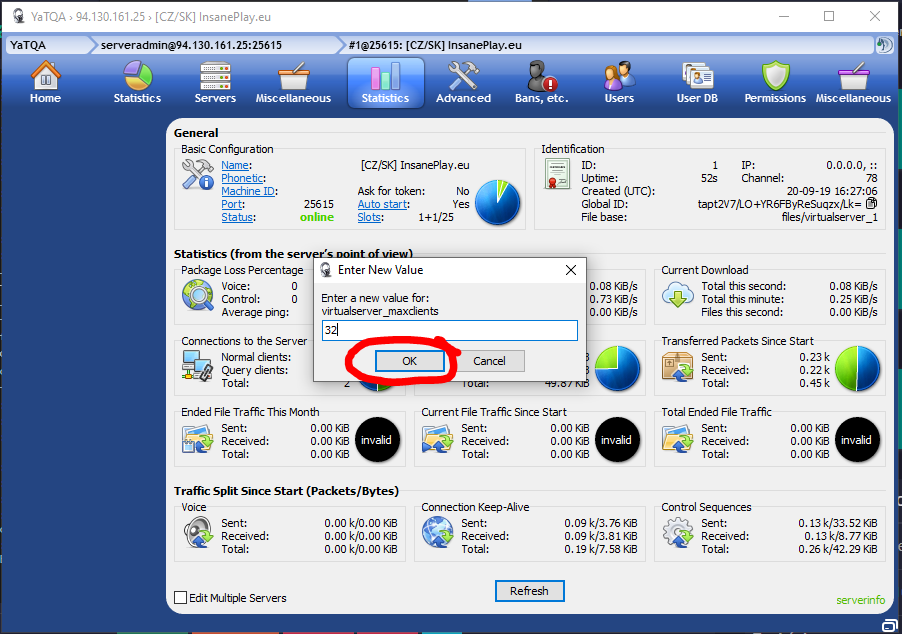 YaTQA › 94.130.161.25 › [CZ/SK] InsanePlay.eu
YaTQA serveradmin@94.130.161.25:25615 #1@25615: [CZ/SK] InsanePlay.eu
Home Statistics Servers Miscellaneous Statistics Advanced Bans, etc. Users User DB Permissions Miscellaneous
General
Basic Configuration
Name: [CZ/SK] InsanePlay.eu
Phonetic:
Machine ID: Ask for token: No
Port: 25615 Auto start: Yes
Status: online Slots: 1+1/25
Identification
ID: 1 IP: 0.0.0.0, ::
Uptime: 52s Channel: 78
Created (UTC): 20-09-19 16:27:06
Global ID: tapt2V7/LO+YR6FByReSuqzx/Lk=
File base: files/virtualserver_1
Statistics (from the server's point of view)
Package Loss Percentage
Voice: 0
Control: 0
Average ping:
0.08 KiB/s
0.73 KiB/s
0.00 KiB/s
Current Download
Total this second: 0.08 KiB/s
Total this minute: 0.25 KiB/s
Files this second: 0.00 KiB/s
Enter New Value
Enter a new value for:
virtualserver_maxclients
32
OK Cancel
Connections to the Server
Normal clients:
Query clients:
Total: 2
Total: 49.87 KiB
Transferred Packets Since Start
Sent: 0.23 k
Received: 0.22 k
Total: 0.45 k
Ended File Traffic This Month
Sent: 0.00 KiB
Received: 0.00 KiB
Total: 0.00 KiB
invalid
Current File Traffic Since Start
Sent: 0.00 KiB
Received: 0.00 KiB
Total: 0.00 KiB
invalid
Total Ended File Traffic
Sent: 0.00 KiB
Received: 0.00 KiB
Total: 0.00 KiB
invalid
Traffic Split Since Start (Packets/Bytes)
Voice
Sent: 0.00 k/0.00 KiB
Received: 0.00 k/0.00 KiB
Total: 0.00 k/0.00 KiB
Connection Keep-Alive
Sent: 0.09 k/3.76 KiB
Received: 0.09 k/3.81 KiB
Total: 0.19 k/7.58 KiB
Control Sequences
Sent: 0.13 k/33.52 KiB
Received: 0.13 k/8.77 KiB
Total: 0.26 k/42.29 KiB
Edit Multiple Servers
Refresh
serverinfo